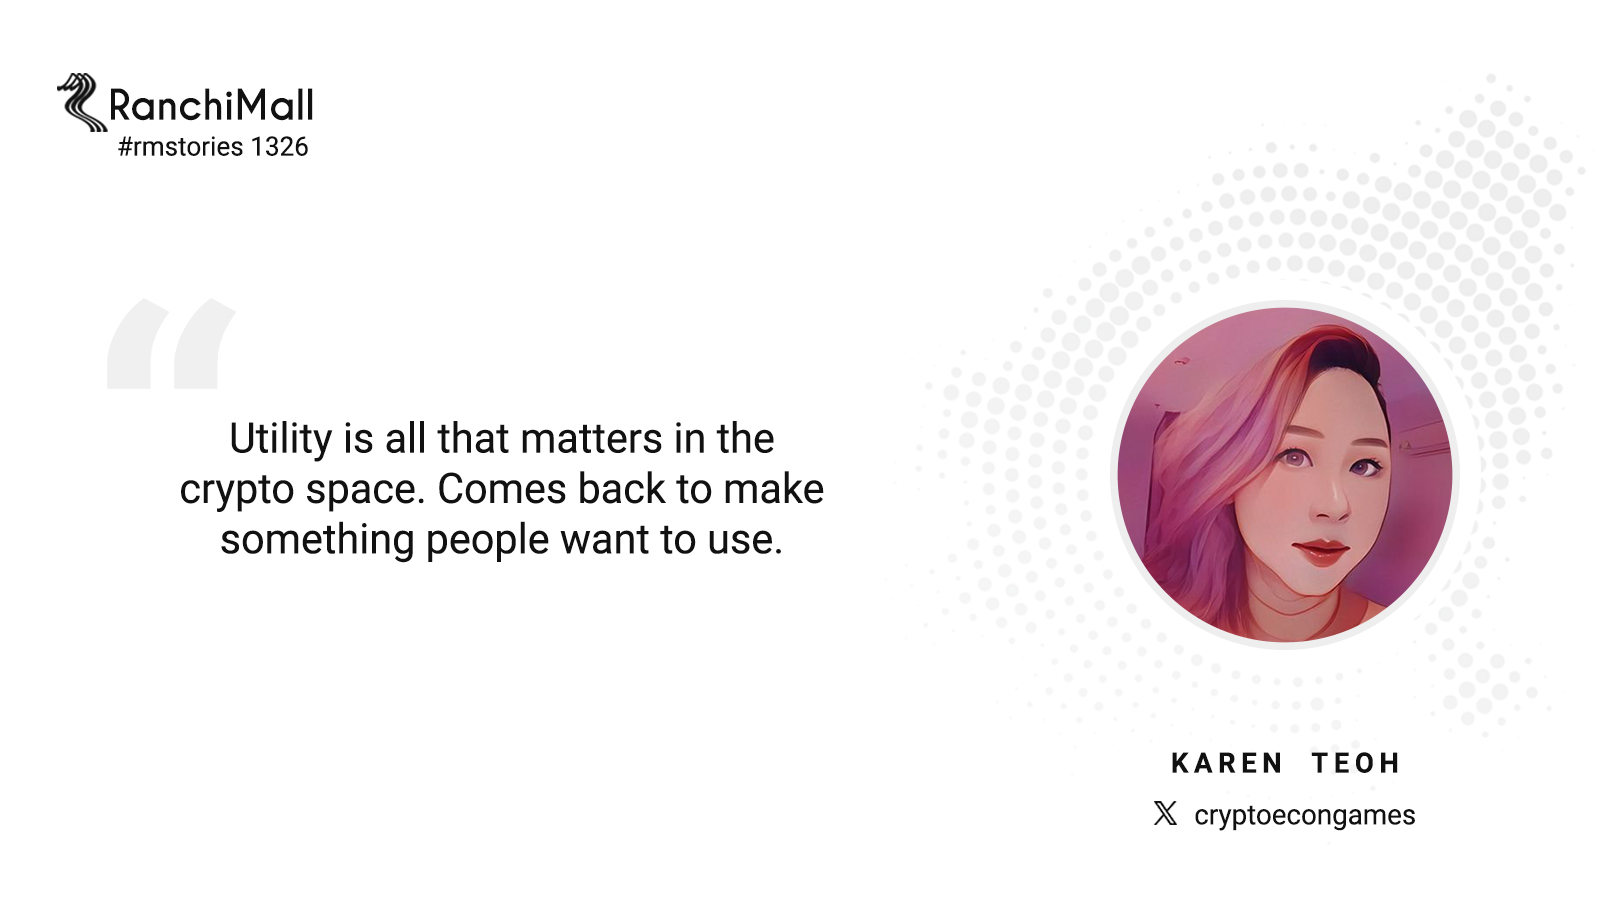 RanchiMall
#rmstories 1326
“
Utility is all that matters in the
crypto space. Comes back to make
something people want to use.
KAREN TEOH
𝕏 cryptoecongames